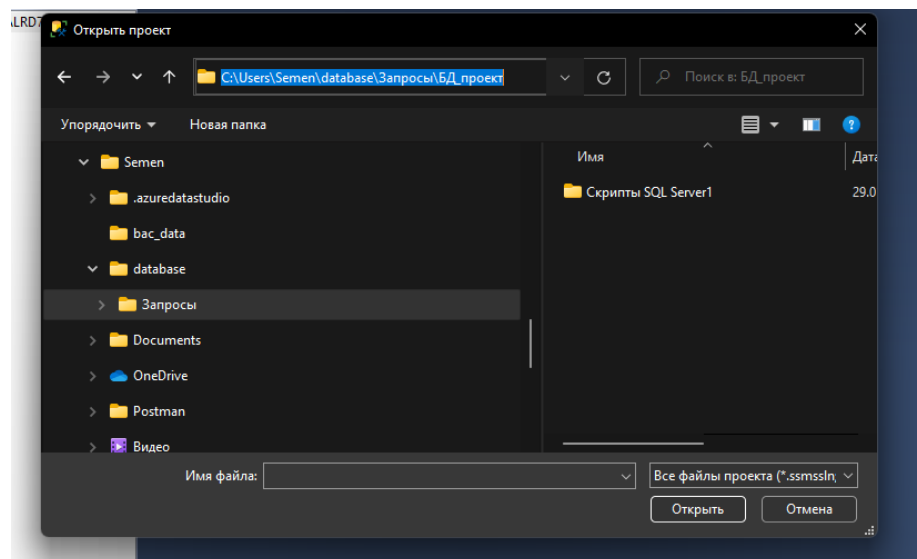 LRD7
Открыть проект
C:\Users\Semen\database\Запросы\БД_проект
Поиск в: БД_проект
Упорядочить
Новая папка
?
Semen
.azuredatastudio
bac_data
database
Запросы
Documents
OneDrive
Postman
Видео
Имя
Дата
Скрипты SQL Server1
29.0
Имя файла:
Все файлы проекта (*.ssmssln;
Открыть
Отмена